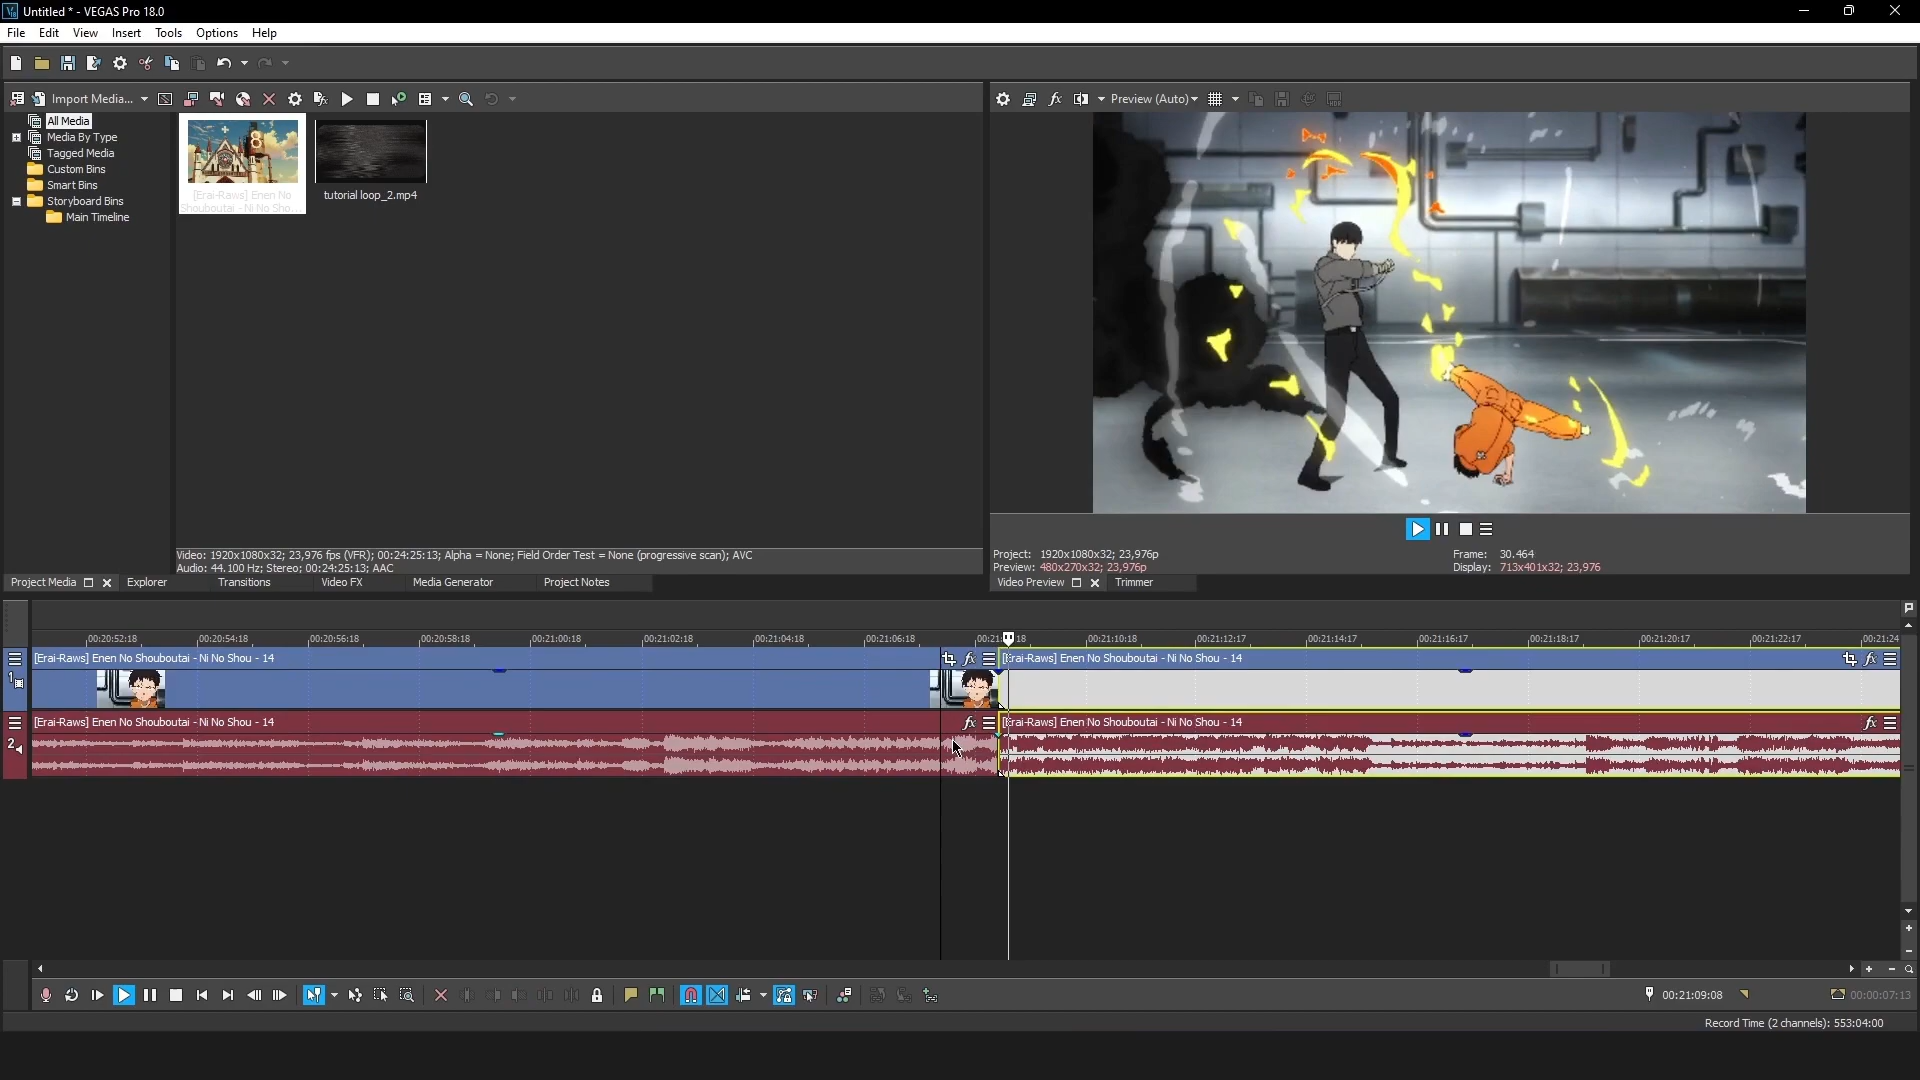 Untitled * - VEGAS Pro 18.0
File Edit View Insert Tools Options Help
Import Media...
Preview (Auto)
All Media
Media By Type
Tagged Media
Custom Bins
Smart Bins
Storyboard Bins
Main Timeline
8
[Erai-Raws] Enen No
Shouboutai - Ni No Sho...
tutorial loop_2.mp4
Video: 1920x1080x32; 23,976 fps (VFR); 00:24:25:13; Alpha = None; Field Order Test = None (progressive scan); AVC
Audio: 44.100 Hz; Stereo; 00:24:25:13; AAC
Project: 1920x1080x32; 23,976p
Preview: 480x270x32; 23,976p
Frame: 30.464
Display: 713x401x32; 23,976
Project Media Explorer Transitions Video FX Media Generator Project Notes
Video Preview Trimmer
00:20:52:18 00:20:54:18 00:20:56:18 00:20:58:18 00:21:00:18 00:21:02:18 00:21:04:18 00:21:06:18 00:21: 18 00:21:10:18 00:21:12:17 00:21:14:17 00:21:16:17 00:21:18:17 00:21:20:17 00:21:22:17 00:21:24
1 [Erai-Raws] Enen No Shouboutai - Ni No Shou - 14 fx [Erai-Raws] Enen No Shouboutai - Ni No Shou - 14 fx
2 [Erai-Raws] Enen No Shouboutai - Ni No Shou - 14 fx [Erai-Raws] Enen No Shouboutai - Ni No Shou - 14 fx
00:21:09:08
00:00:07:13
Record Time (2 channels): 553:04:00